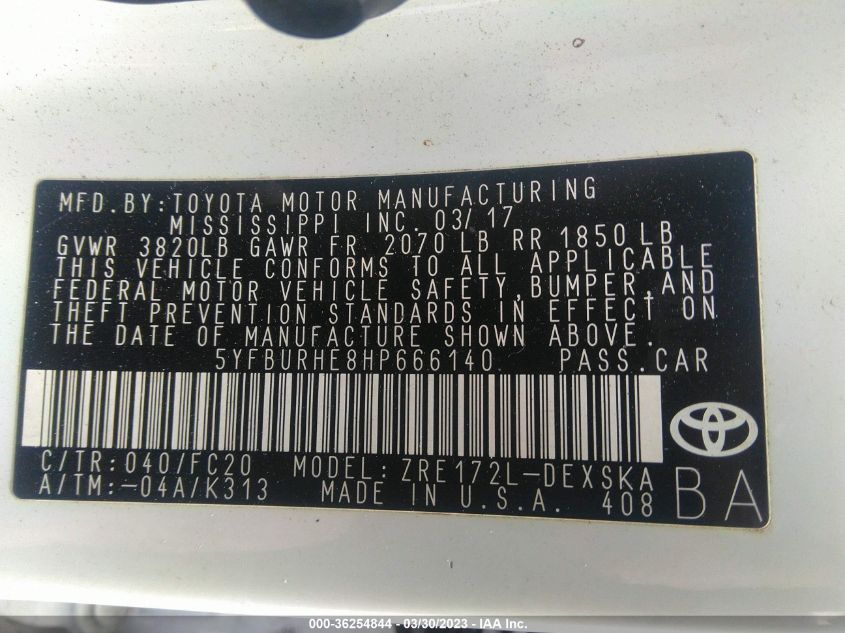 MFD.BY:TOYOTA MOTOR MANUFACTURING
MISSISSIPPI INC. 03/17
GVWR 3820LB GAWR FR 2070 LB RR 1850 LB
THIS VEHICLE CONFORMS TO ALL APPLICABLE
FEDERAL MOTOR VEHICLE SAFETY,BUMPER,AND
THEFT PREVENTION STANDARDS IN EFFECT ON
THE DATE OF MANUFACTURE SHOWN ABOVE.
5YFBURHE8HP666140 PASS.CAR
C/TR:040/FC20 MODEL:ZRE172L-DEXSKA
A/TM:-04A/K313 MADE IN U.S.A. 408
BA
000-36254844 - 03/30/2023 - IAA Inc.